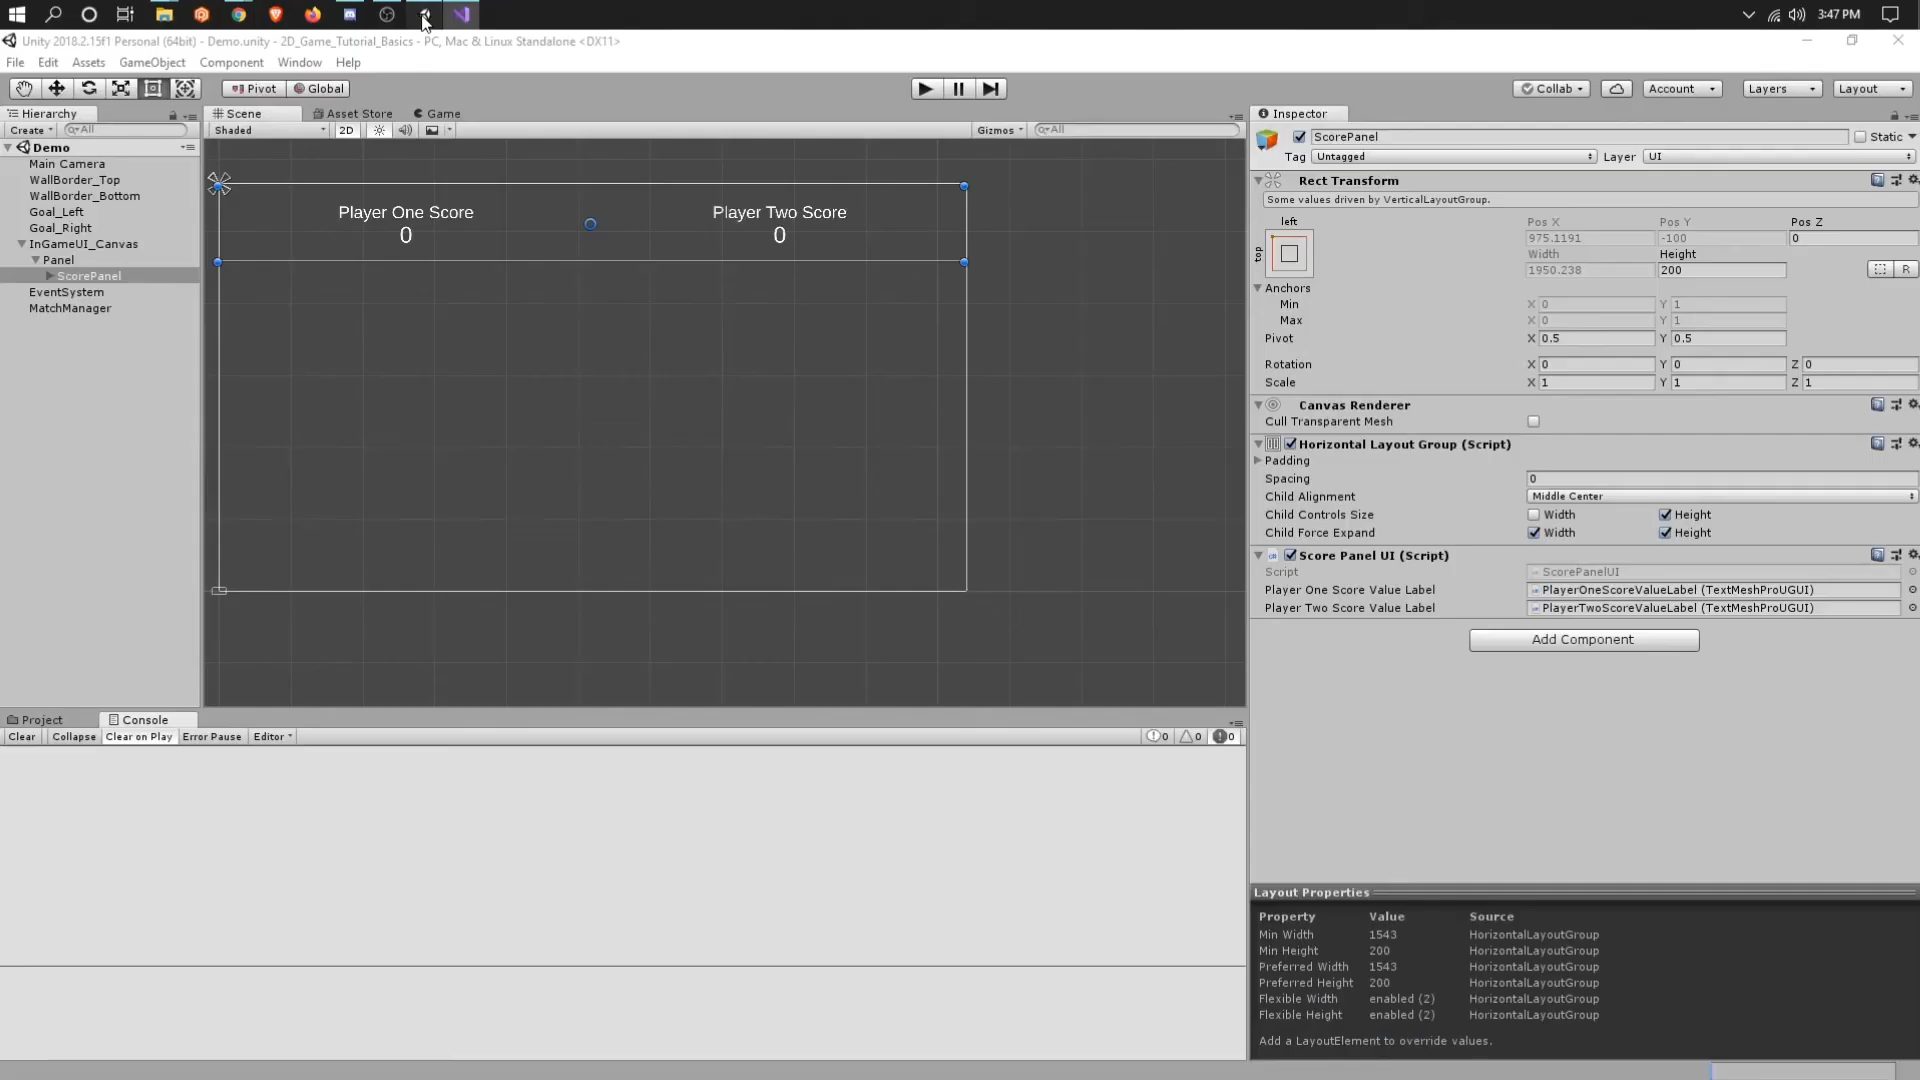 3:47 PM
Unity 2018.2.15f1 Personal (64bit) - Demo.unity - 2D_Game_Tutorial_Basics - PC, Mac & Linux Standalone <DX11>
File Edit Assets GameObject Component Window Help
Pivot Global Collab Account Layers Layout
Hierarchy
Create All
Demo
Main Camera
WallBorder_Top
WallBorder_Bottom
Goal_Left
Goal_Right
InGameUI_Canvas
Panel
ScorePanel
EventSystem
MatchManager
Scene Asset Store Game
Shaded 2D Gizmos All
Player One Score
0
Player Two Score
0
Project Console
Clear Collapse Clear on Play Error Pause Editor 0 0 0
Inspector
ScorePanel Static
Tag Untagged Layer UI
Rect Transform
Some values driven by VerticalLayoutGroup.
left Pos X Pos Y Pos Z
top 975.1191 -100 0
Width Height
1950.238 200 R
Anchors
Min X 0 Y 1
Max X 0 Y 1
Pivot X 0.5 Y 0.5
Rotation X 0 Y 0 Z 0
Scale X 1 Y 1 Z 1
Canvas Renderer
Cull Transparent Mesh
Horizontal Layout Group (Script)
Padding
Spacing 0
Child Alignment Middle Center
Child Controls Size Width Height
Child Force Expand Width Height
Score Panel UI (Script)
Script ScorePanelUI
Player One Score Value Label PlayerOneScoreValueLabel (TextMeshProUGUI)
Player Two Score Value Label PlayerTwoScoreValueLabel (TextMeshProUGUI)
Add Component
Layout Properties
Property Value Source
Min Width 1543 HorizontalLayoutGroup
Min Height 200 HorizontalLayoutGroup
Preferred Width 1543 HorizontalLayoutGroup
Preferred Height 200 HorizontalLayoutGroup
Flexible Width enabled (2) HorizontalLayoutGroup
Flexible Height enabled (2) HorizontalLayoutGroup
Add a LayoutElement to override values.